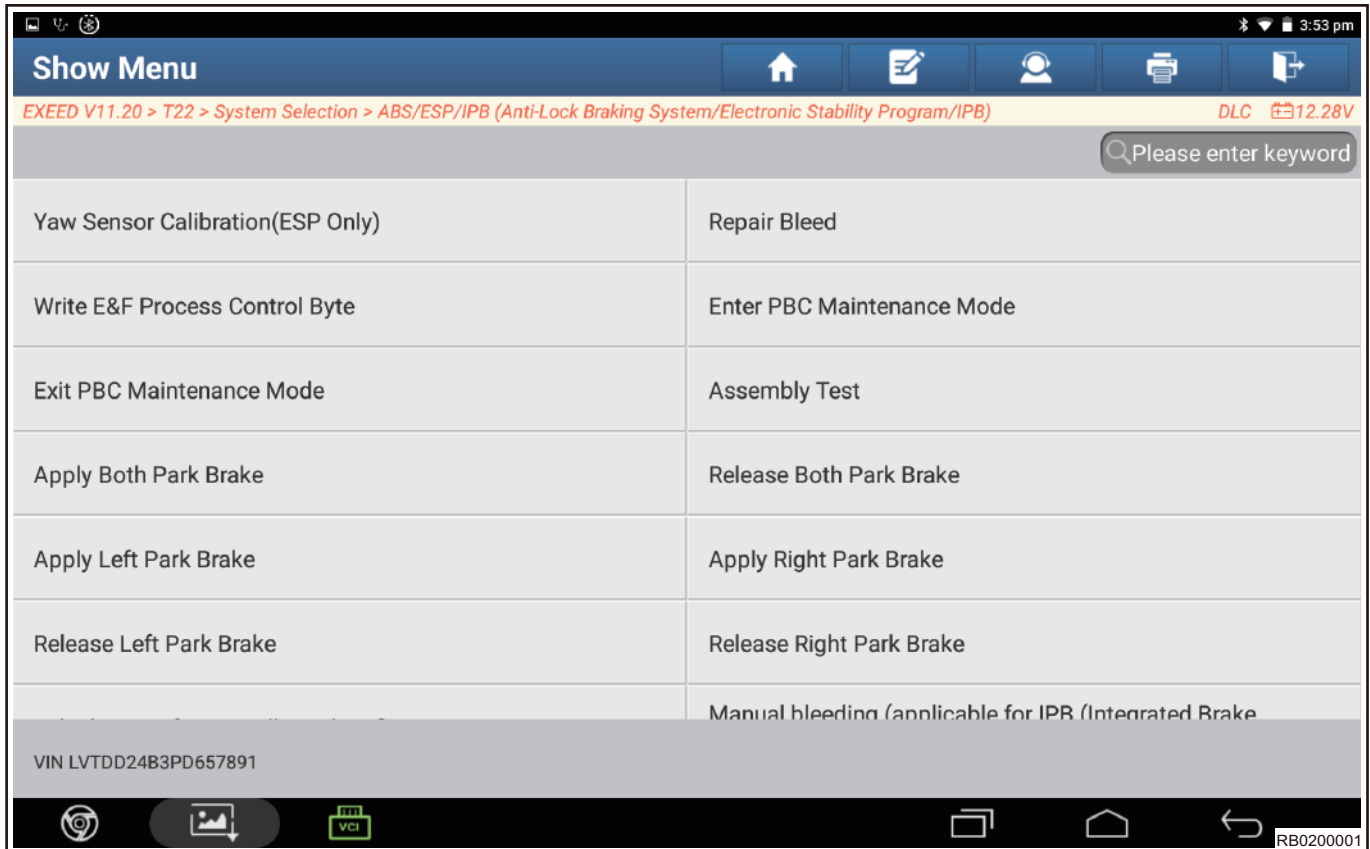 3:53 pm
Show Menu
EXEED V11.20 > T22 > System Selection > ABS/ESP/IPB (Anti-Lock Braking System/Electronic Stability Program/IPB) DLC 12.28V
Please enter keyword
Yaw Sensor Calibration(ESP Only)
Repair Bleed
Write E&F Process Control Byte
Enter PBC Maintenance Mode
Exit PBC Maintenance Mode
Assembly Test
Apply Both Park Brake
Release Both Park Brake
Apply Left Park Brake
Apply Right Park Brake
Release Left Park Brake
Release Right Park Brake
Manual bleeding (applicable for IPB (Integrated Brake
VIN LVTDD24B3PD657891
VCI
RB0200001